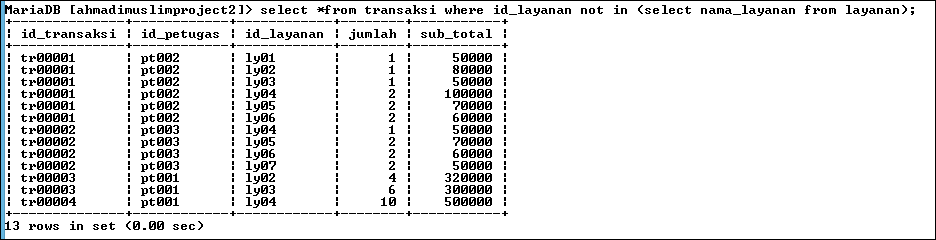 MariaDB [ahmadimuslimproject2]> select *from transaksi where id_layanan not in (select nama_layanan from layanan);
+--------------+------------+------------+--------+-----------+
| id_transaksi | id_petugas | id_layanan | jumlah | sub_total |
+--------------+------------+------------+--------+-----------+
| tr00001      | pt002      | ly01       |      1 |     50000 |
| tr00001      | pt002      | ly02       |      1 |     80000 |
| tr00001      | pt002      | ly03       |      1 |     50000 |
| tr00001      | pt002      | ly04       |      2 |    100000 |
| tr00001      | pt002      | ly05       |      2 |     70000 |
| tr00001      | pt002      | ly06       |      2 |     60000 |
| tr00002      | pt003      | ly04       |      1 |     50000 |
| tr00002      | pt003      | ly05       |      2 |     70000 |
| tr00002      | pt003      | ly06       |      2 |     60000 |
| tr00002      | pt003      | ly07       |      2 |     50000 |
| tr00003      | pt001      | ly02       |      4 |    320000 |
| tr00003      | pt001      | ly03       |      6 |    300000 |
| tr00004      | pt001      | ly04       |     10 |    500000 |
+--------------+------------+------------+--------+-----------+
13 rows in set (0.00 sec)